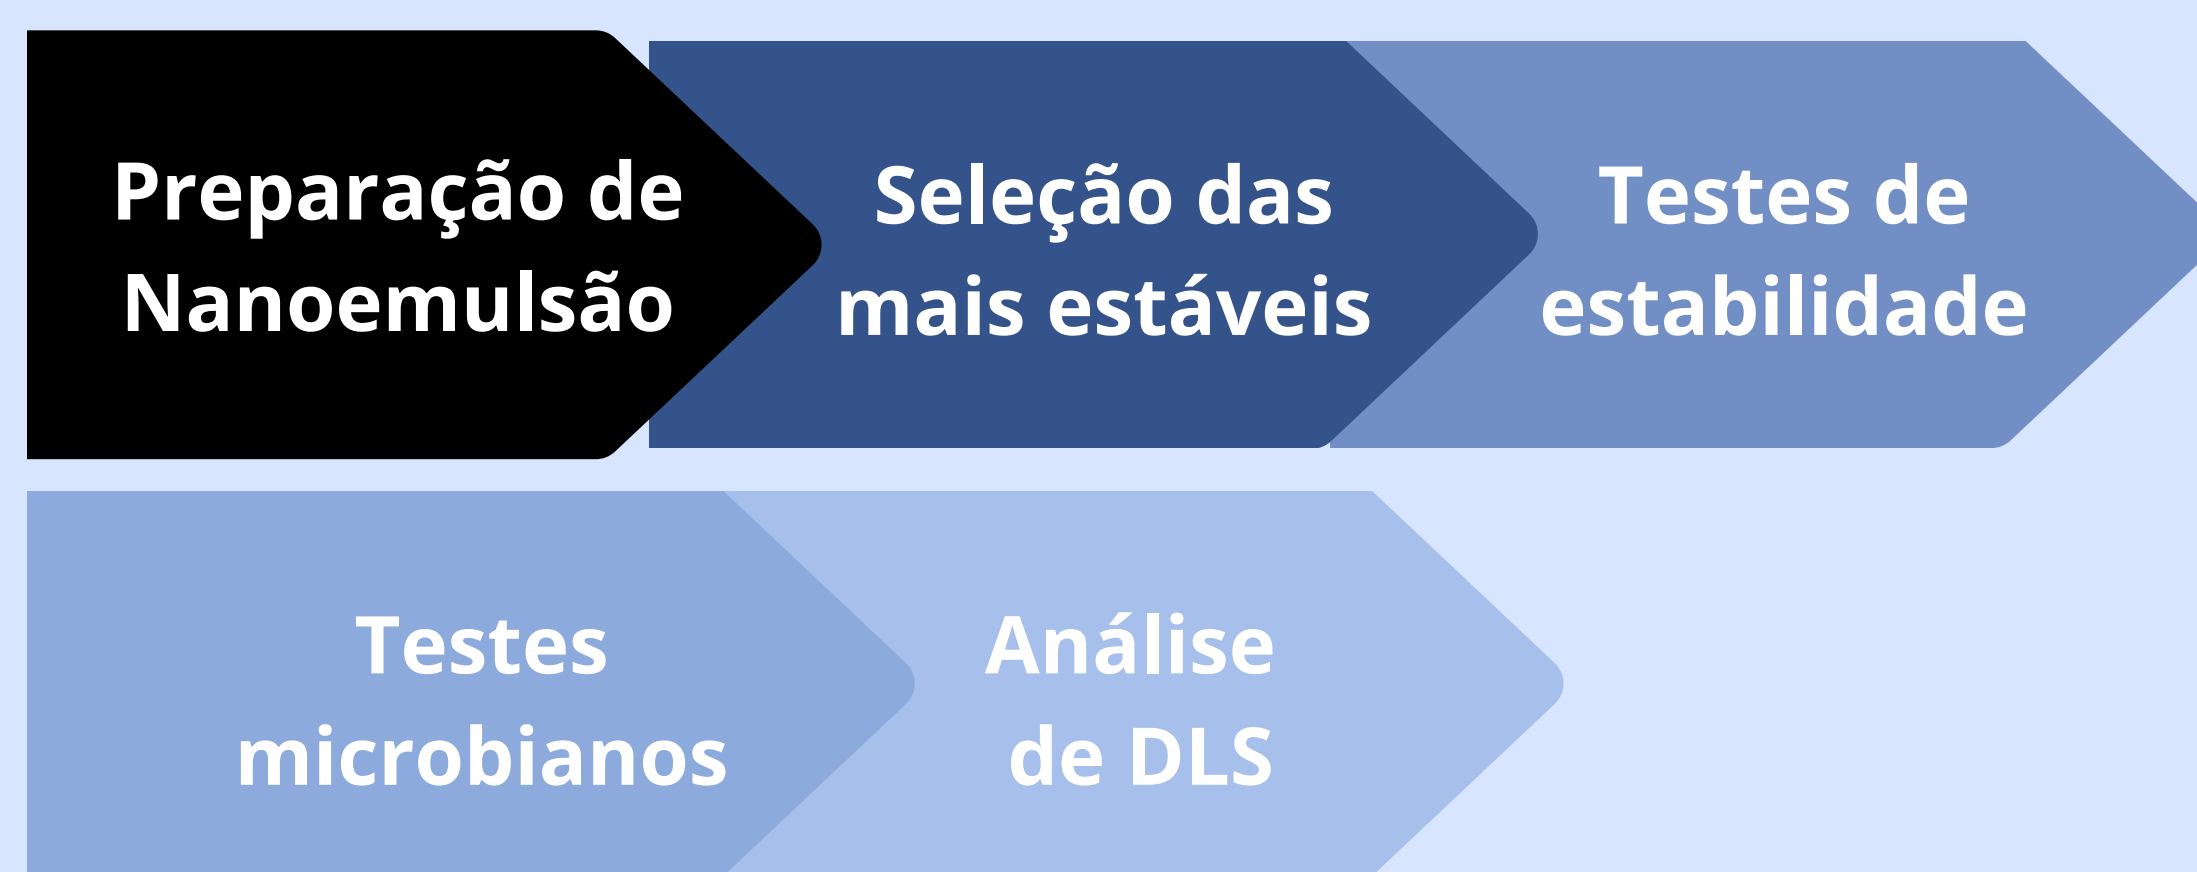 Preparação de
Nanoemulsão
Seleção das
mais estáveis
Testes de
estabilidade
Testes
microbianos
Análise
de DLS